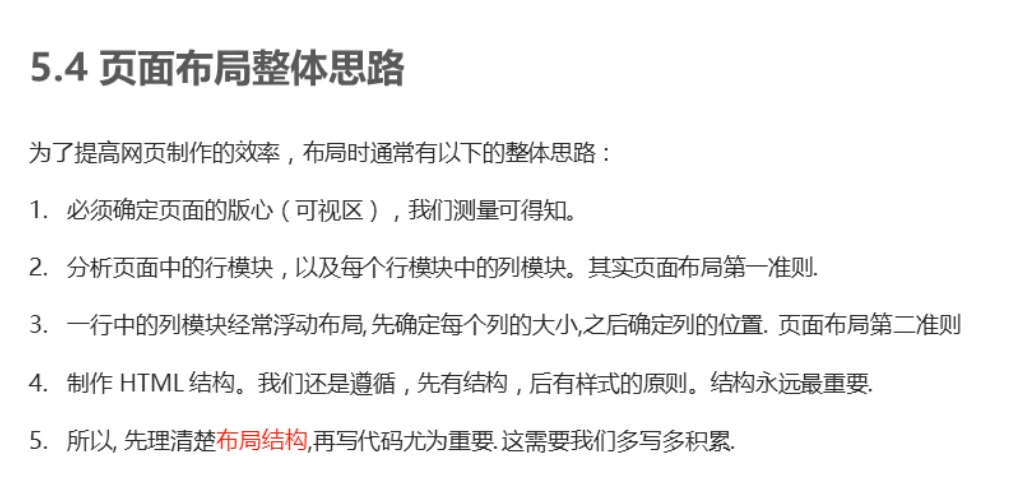 5.4 页面布局整体思路
为了提高网页制作的效率，布局时通常有以下的整体思路：
1. 必须确定页面的版心（可视区），我们测量可得知。
2. 分析页面中的行模块，以及每个行模块中的列模块。其实页面布局第一准则.
3. 一行中的列模块经常浮动布局, 先确定每个列的大小,之后确定列的位置. 页面布局第二准则
4. 制作 HTML 结构。我们还是遵循，先有结构，后有样式的原则。结构永远最重要.
5. 所以, 先理清楚布局结构,再写代码尤为重要. 这需要我们多写多积累.